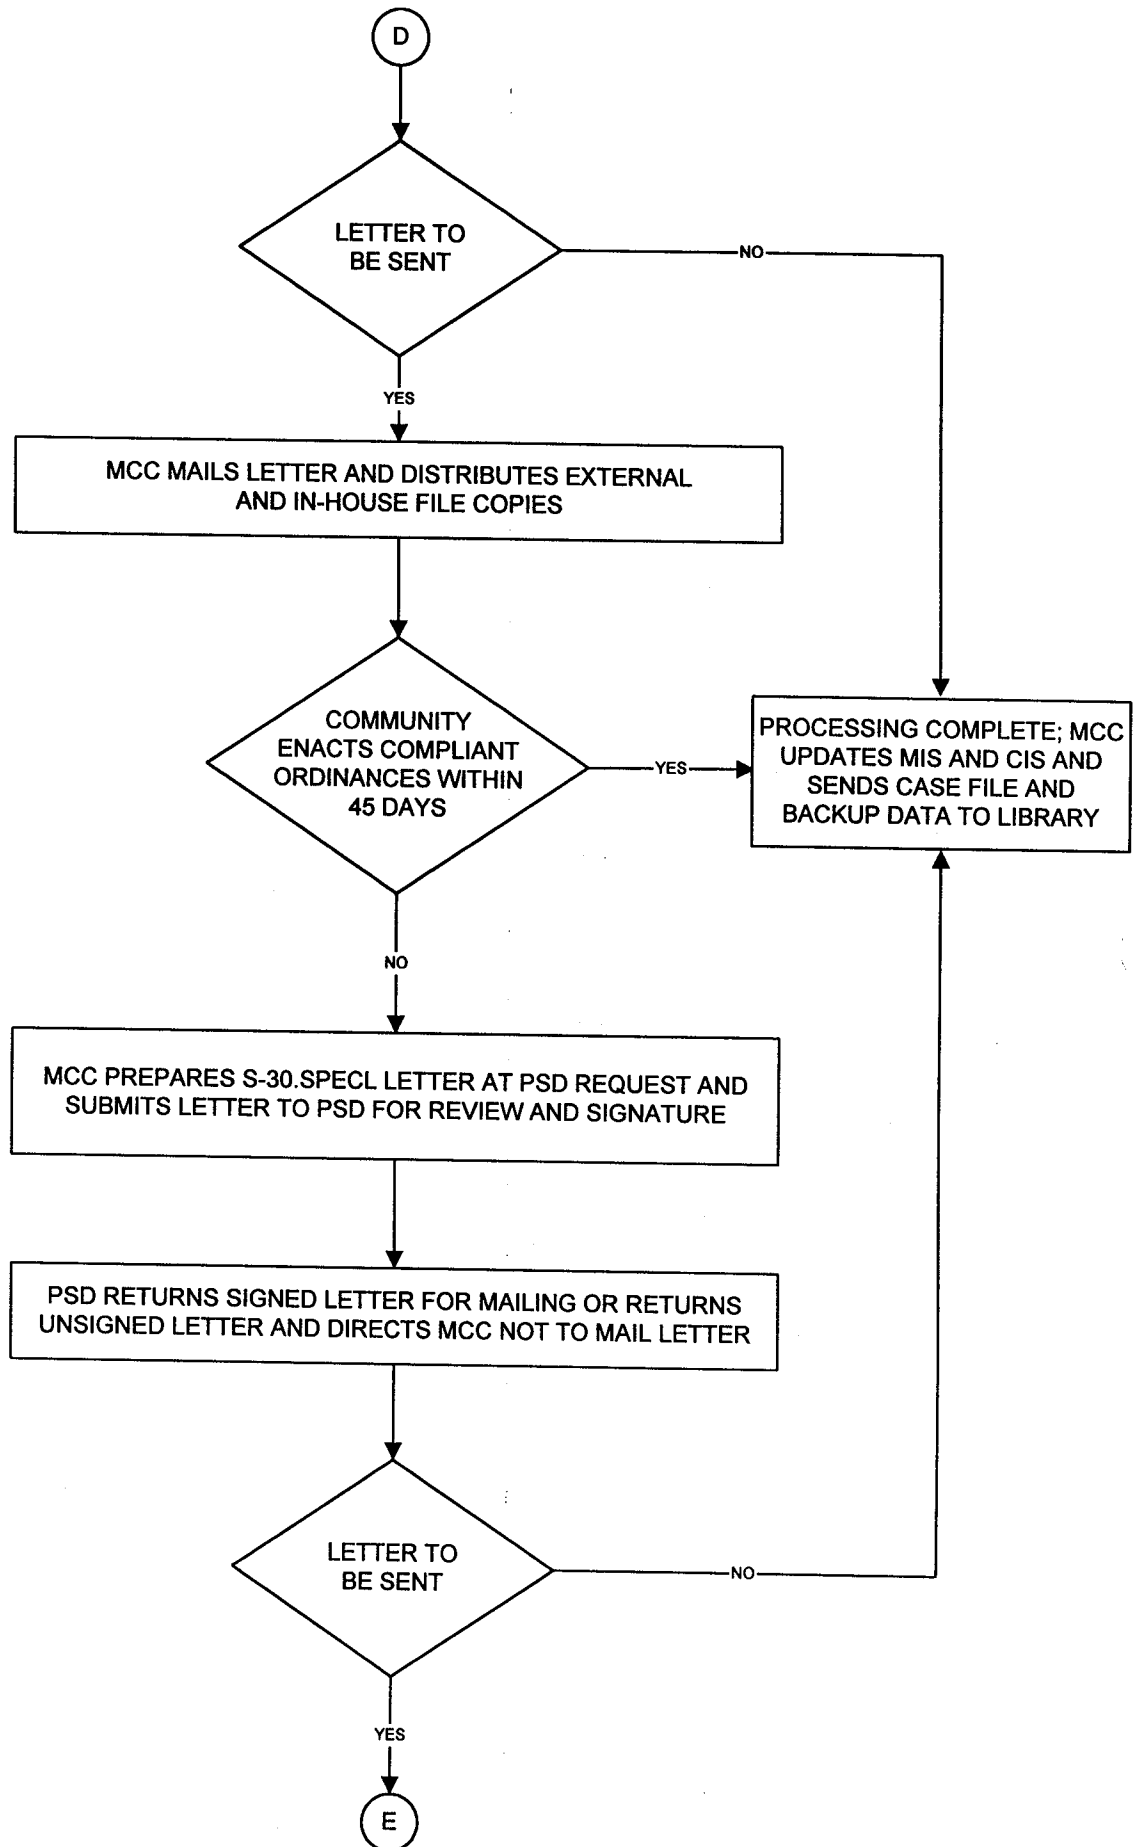 D
LETTER TO
BE SENT
NO
YES
MCC MAILS LETTER AND DISTRIBUTES EXTERNAL
AND IN-HOUSE FILE COPIES
COMMUNITY
ENACTS COMPLIANT
ORDINANCES WITHIN
45 DAYS
YES
PROCESSING COMPLETE; MCC
UPDATES MIS AND CIS AND
SENDS CASE FILE AND
BACKUP DATA TO LIBRARY
NO
MCC PREPARES S-30.SPECL LETTER AT PSD REQUEST AND
SUBMITS LETTER TO PSD FOR REVIEW AND SIGNATURE
PSD RETURNS SIGNED LETTER FOR MAILING OR RETURNS
UNSIGNED LETTER AND DIRECTS MCC NOT TO MAIL LETTER
LETTER TO
BE SENT
NO
YES
E